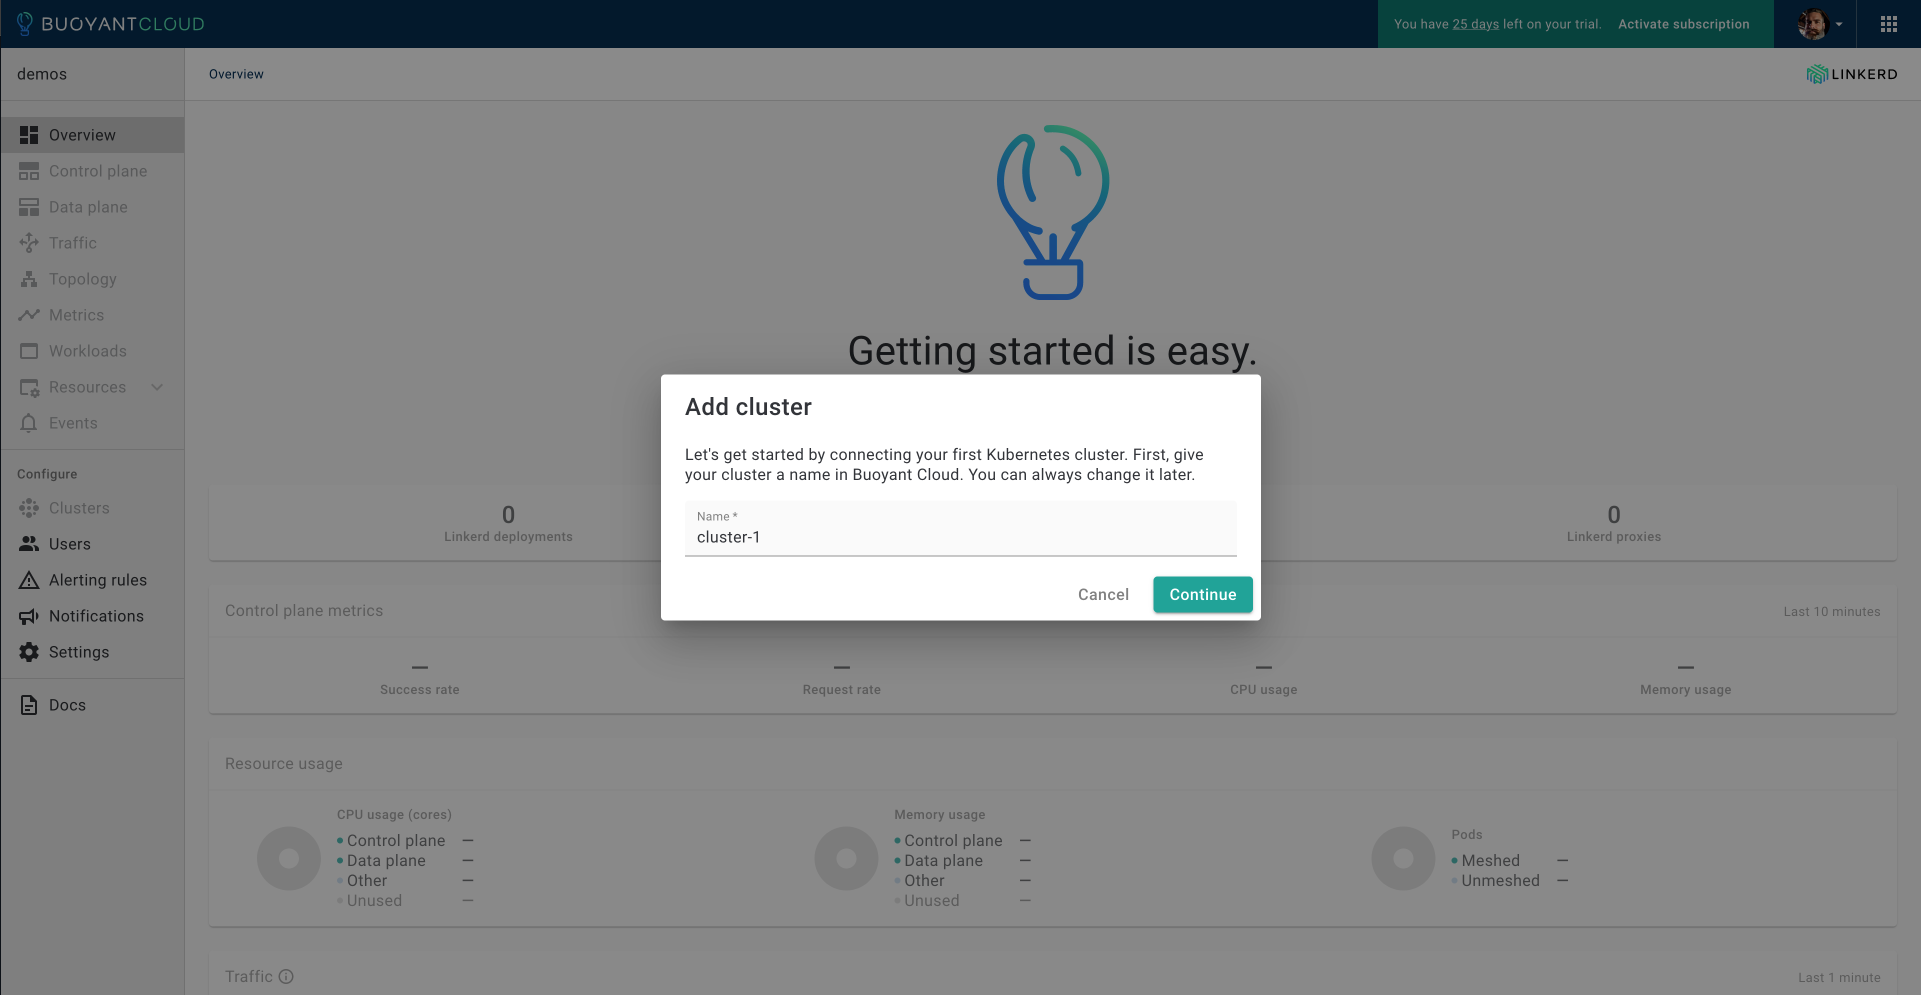 BUOYANTCLOUD
You have 25 days left on your trial. Activate subscription
demos
Overview
LINKERD
Overview
Control plane
Data plane
Traffic
Topology
Metrics
Workloads
Resources
Events
Configure
Clusters
Users
Alerting rules
Notifications
Settings
Docs
Getting started is easy.
Add cluster
Let's get started by connecting your first Kubernetes cluster. First, give
your cluster a name in Buoyant Cloud. You can always change it later.
Name *
cluster-1
Cancel Continue
0
Linkerd deployments
0
Linkerd proxies
Control plane metrics
Last 10 minutes
—
Success rate
—
Request rate
—
CPU usage
—
Memory usage
Resource usage
CPU usage (cores)
Control plane —
Data plane —
Other —
Unused —
Memory usage
Control plane —
Data plane —
Other —
Unused —
Pods
Meshed —
Unmeshed —
Traffic
Last 1 minute